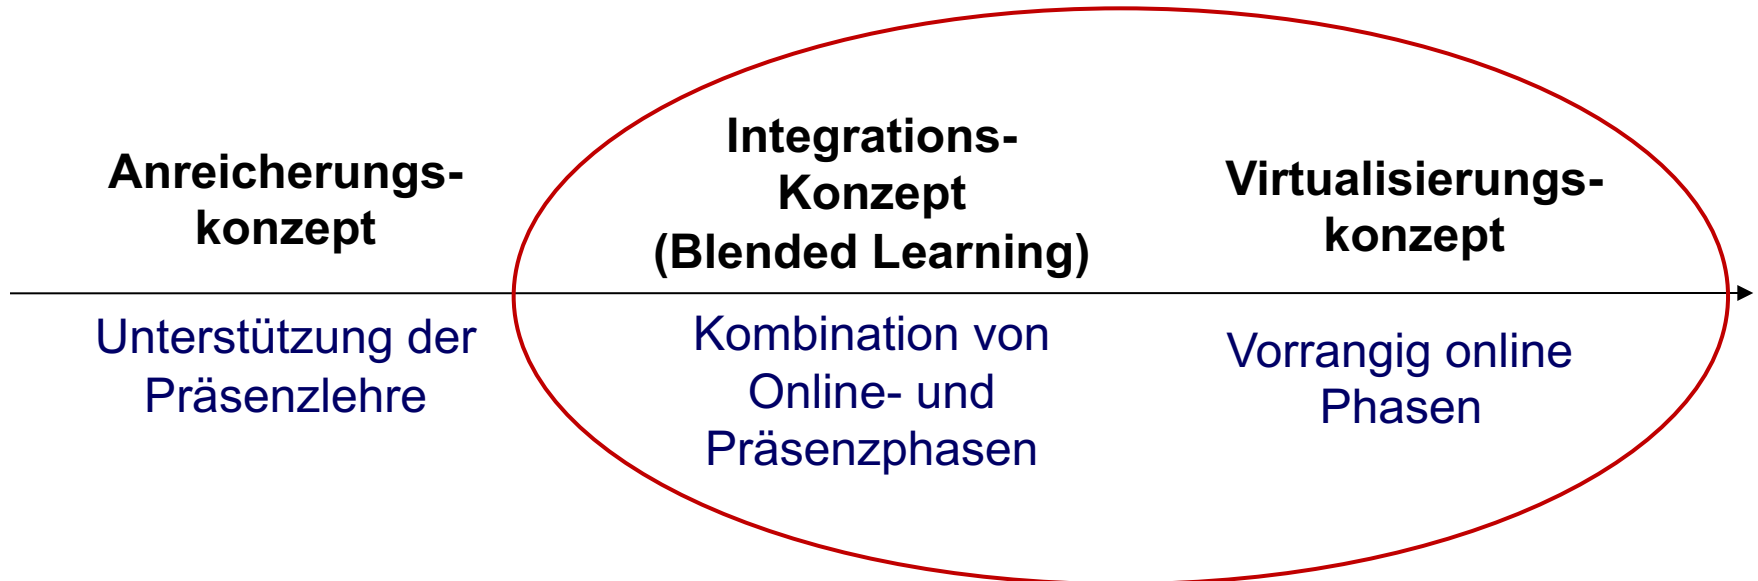 Anreicherungs-
konzept
Integrations-
Konzept
(Blended Learning)
Virtualisierungs-
konzept
Unterstützung der
Präsenzlehre
Kombination von
Online- und
Präsenzphasen
Vorrangig online
Phasen